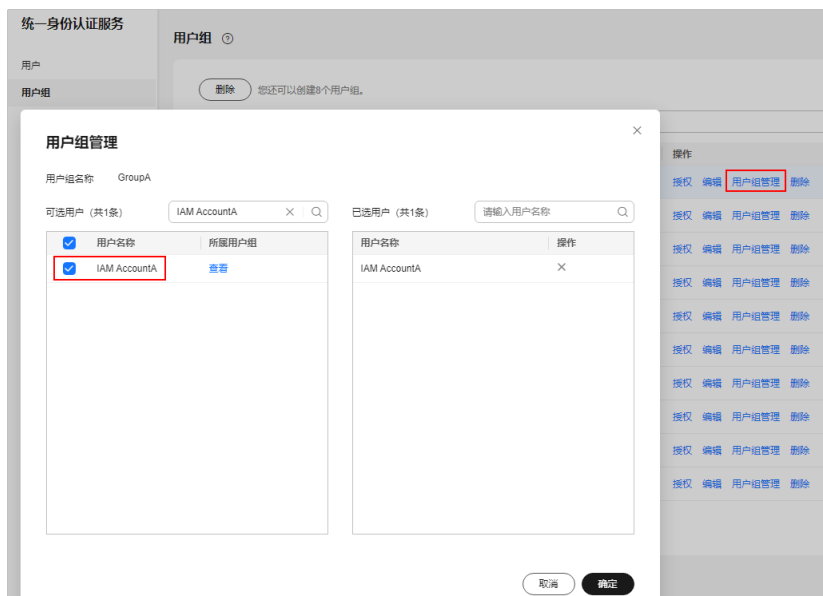 统一身份认证服务
用户组
用户
用户组
删除 您还可以创建8个用户组。
用户组管理
用户组名称 GroupA
可选用户（共1条） IAM AccountA
已选用户（共1条） 请输入用户名称
用户名称 所属用户组
IAM AccountA 查看
用户名称 操作
IAM AccountA
取消 确定
操作
授权 编辑 用户组管理 删除
授权 编辑 用户组管理 删除
授权 编辑 用户组管理 删除
授权 编辑 用户组管理 删除
授权 编辑 用户组管理 删除
授权 编辑 用户组管理 删除
授权 编辑 用户组管理 删除
授权 编辑 用户组管理 删除
授权 编辑 用户组管理 删除
授权 编辑 用户组管理 删除